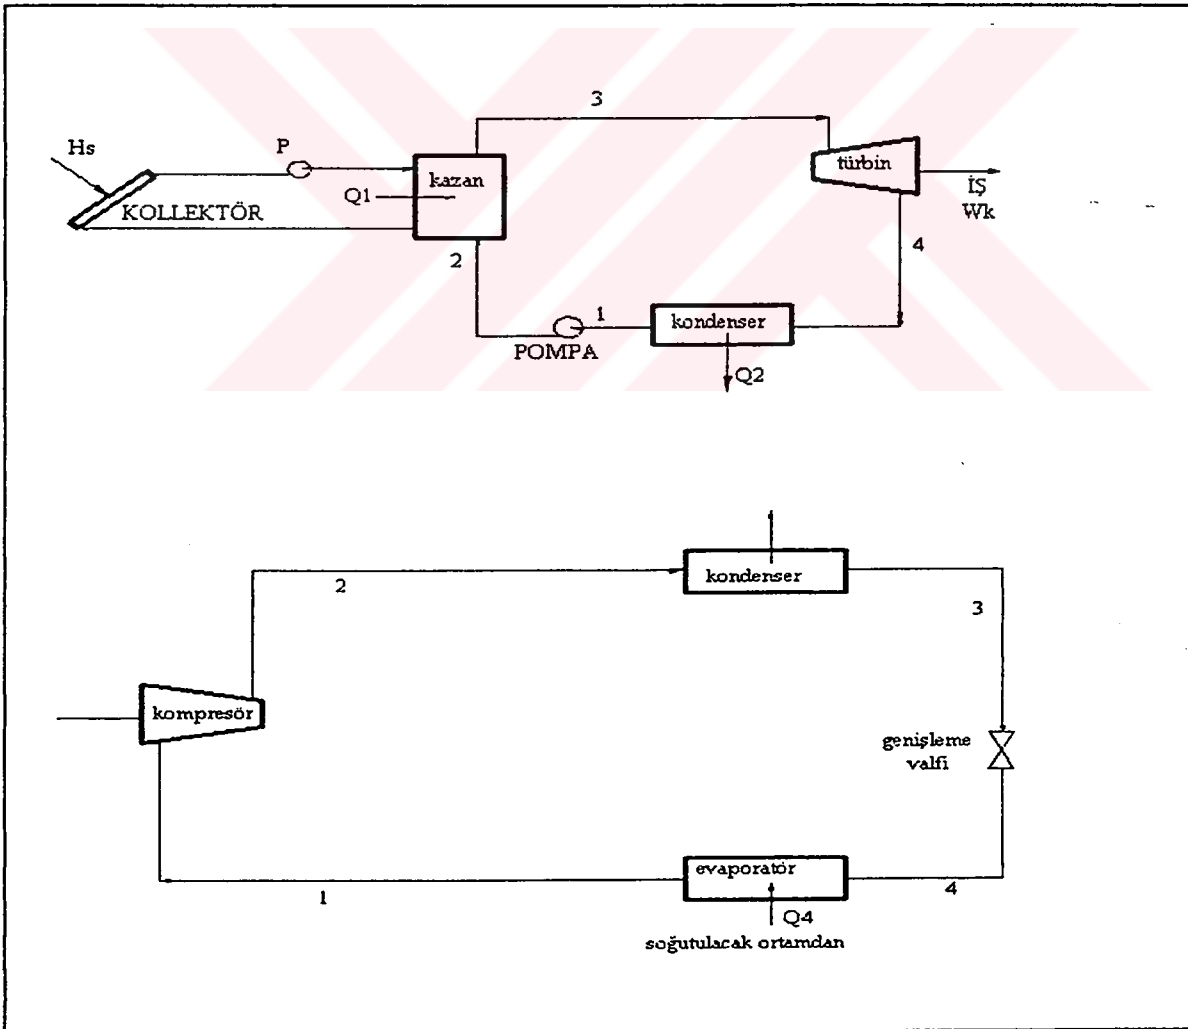 3
Hs
P
türbin
kazan
Q1
İŞ
Wk
KOLLEKTÖR
2
4
1
kondenser
POMPA
Q2
kondenser
2
3
kompresör
genişleme
valfi
evaporatör
1
4
Q4
soğutulacak ortamdan